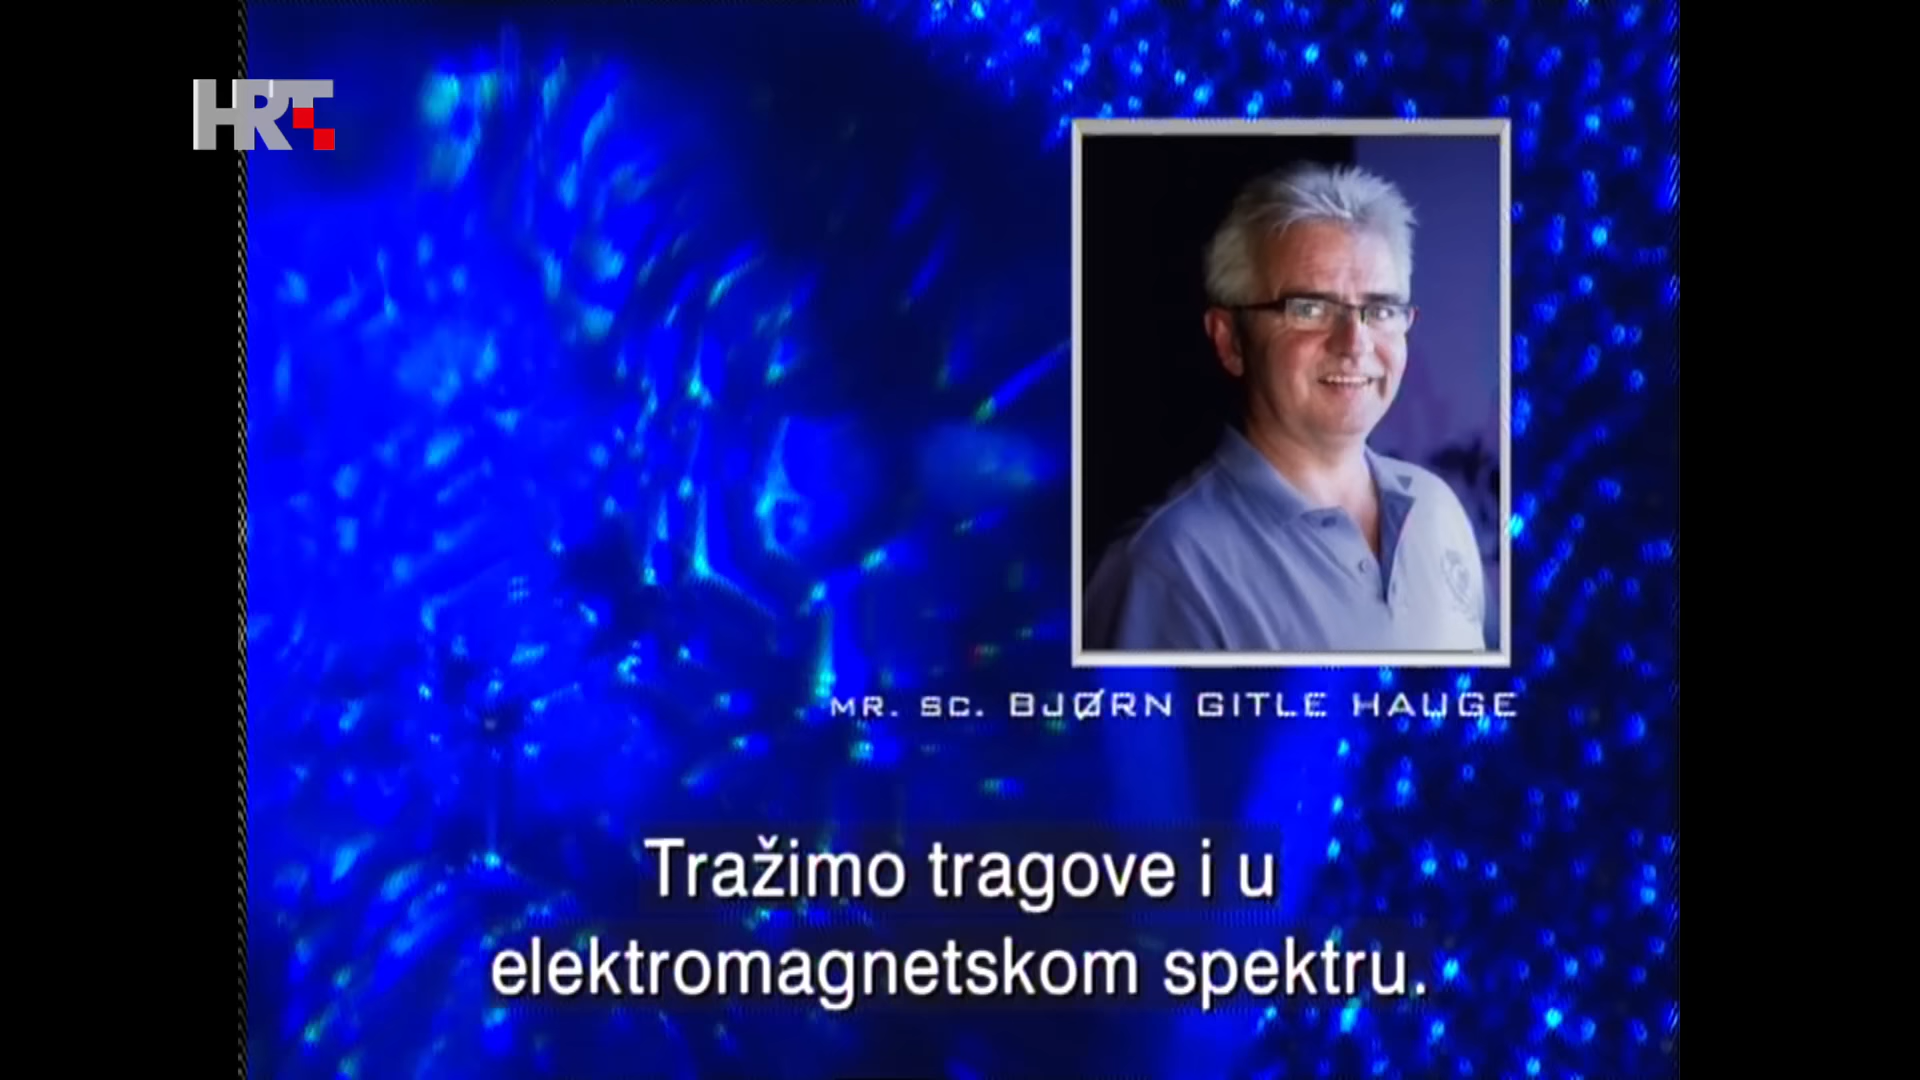 HRT
MR. SC. BJØRN GITLE HAUGE
Tražimo tragove i u
elektromagnetskom spektru.